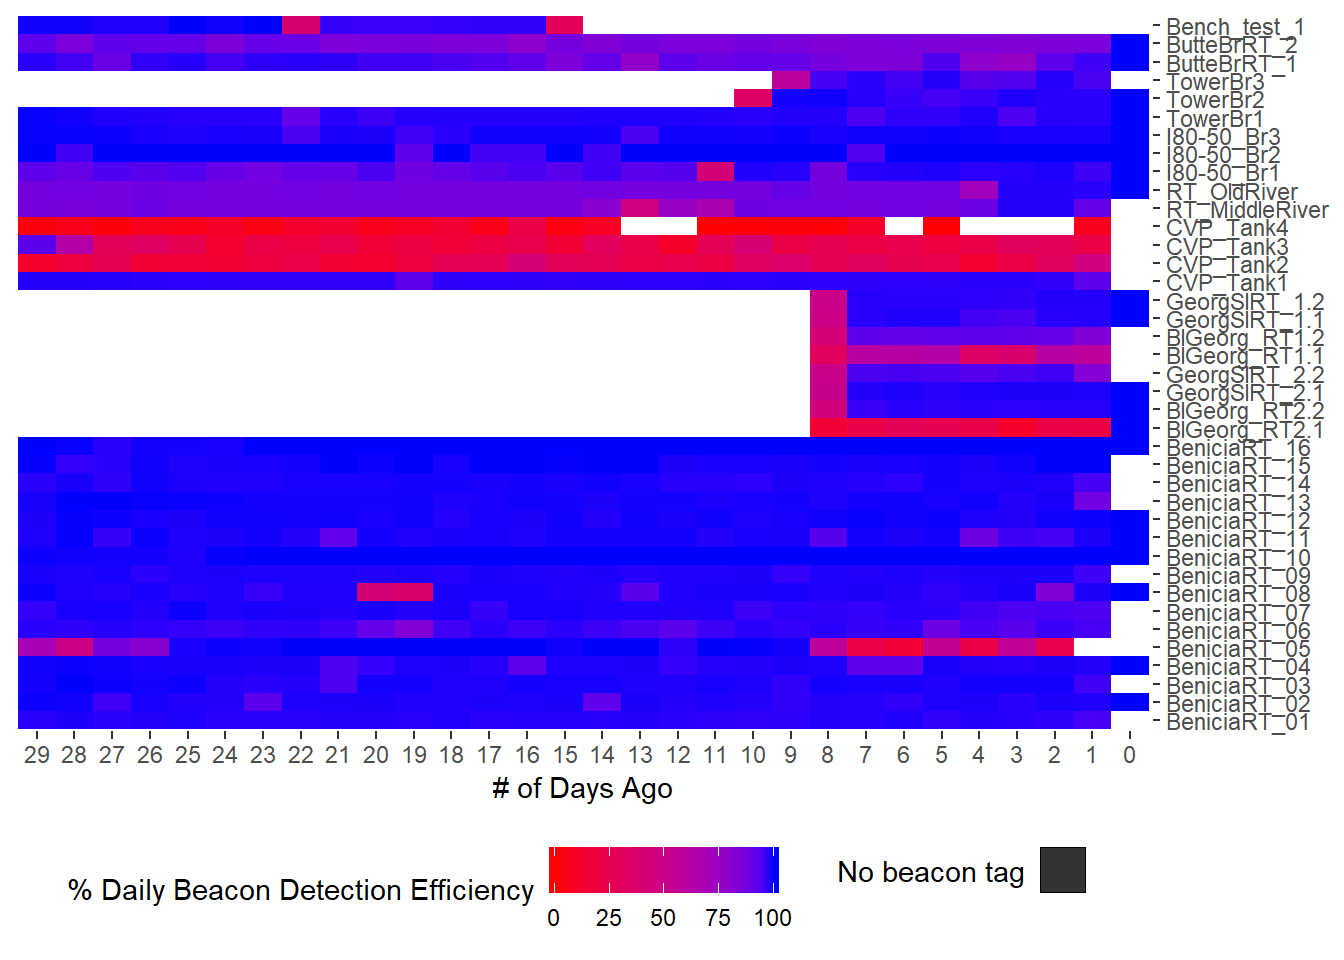 Bench_test_1
ButteBrRT_2
ButteBrRT_1
TowerBr3
TowerBr2
TowerBr1
I80-50_Br3
I80-50_Br2
I80-50_Br1
RT_OldRiver
RT_MiddleRiver
CVP_Tank4
CVP_Tank3
CVP_Tank2
CVP_Tank1
GeorgSlRT_1.2
GeorgSlRT_1.1
BlGeorg_RT1.2
BlGeorg_RT1.1
GeorgSlRT_2.2
GeorgSlRT_2.1
BlGeorg_RT2.2
BlGeorg_RT2.1
BeniciaRT_16
BeniciaRT_15
BeniciaRT_14
BeniciaRT_13
BeniciaRT_12
BeniciaRT_11
BeniciaRT_10
BeniciaRT_09
BeniciaRT_08
BeniciaRT_07
BeniciaRT_06
BeniciaRT_05
BeniciaRT_04
BeniciaRT_03
BeniciaRT_02
BeniciaRT_01
29 28 27 26 25 24 23 22 21 20 19 18 17 16 15 14 13 12 11 10 9 8 7 6 5 4 3 2 1 0
# of Days Ago
% Daily Beacon Detection Efficiency
0 25 50 75 100
No beacon tag